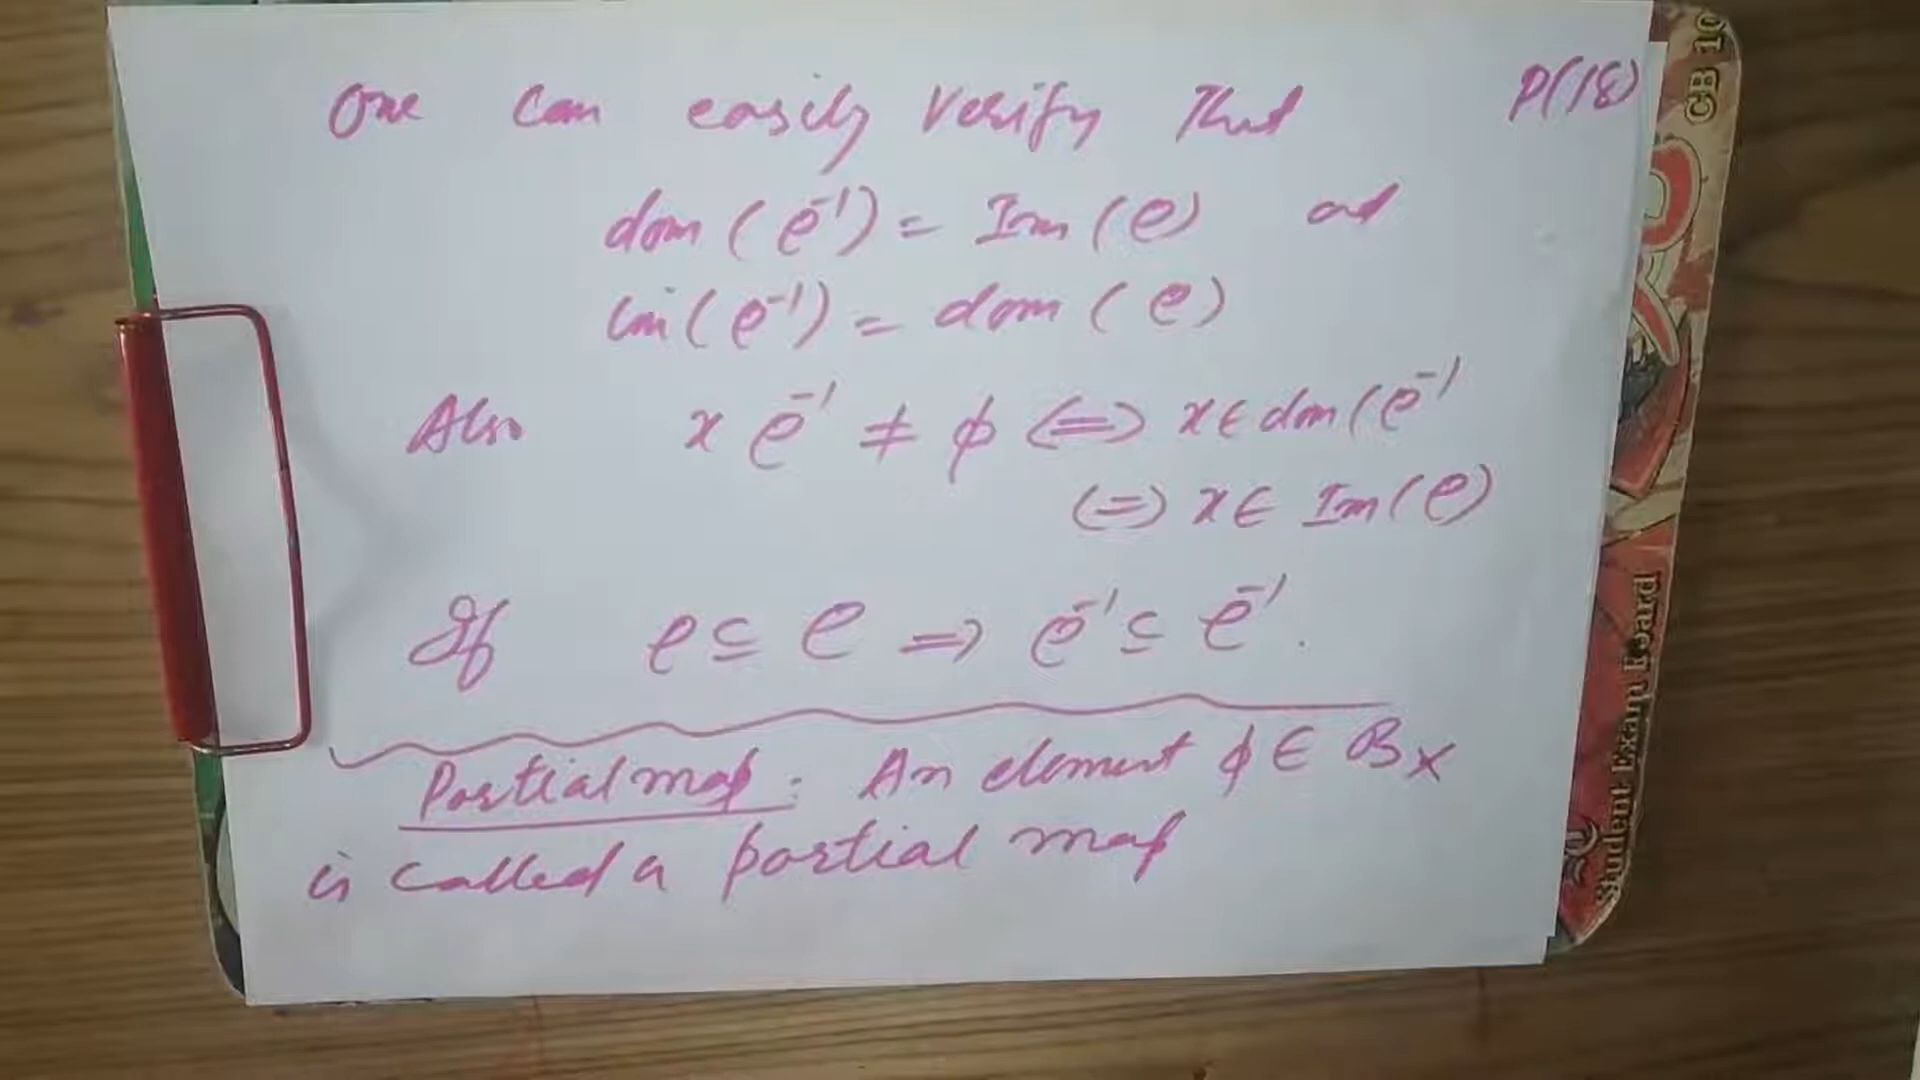 One can easily verify that P(18)
dom (ρ⁻¹) = Im (ρ) and
im (ρ⁻¹) = dom (ρ)
Also x ρ⁻¹ ≠ φ <=> x ∈ dom (ρ⁻¹
<=> x ∈ Im (ρ)
If ρ ⊆ ρ => ρ⁻¹ ⊆ ρ⁻¹.
Partial map : An element φ ∈ B x
is called a partial map
CB 10
Student Exam Board